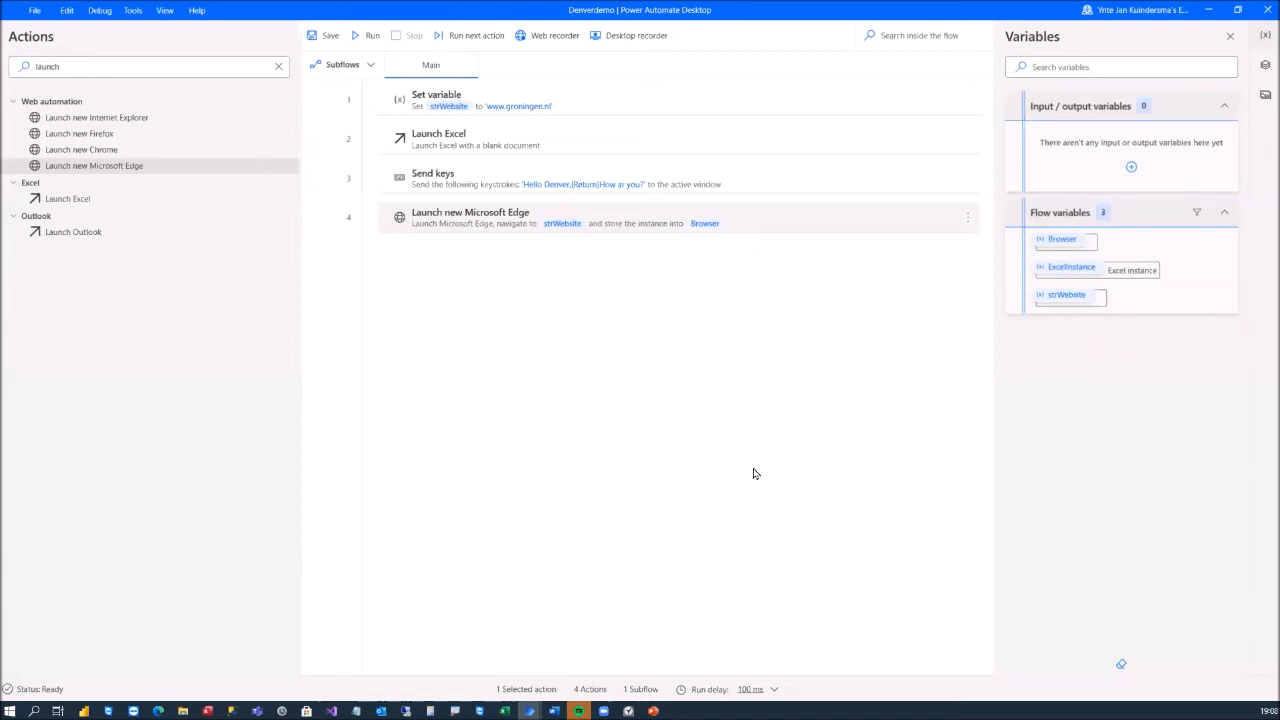 File Edit Debug Tools View Help
Denverdemo | Power Automate Desktop
Ynte Jan Kuindersma's E...
Actions
launch
Web automation
Launch new Internet Explorer
Launch new Firefox
Launch new Chrome
Launch new Microsoft Edge
Excel
Launch Excel
Outlook
Launch Outlook
Save Run Stop Run next action Web recorder Desktop recorder
Search inside the flow
Subflows
Main
1
Set variable
Set strWebsite to 'www.groningen.nl'
2
Launch Excel
Launch Excel with a blank document
3
Send keys
Send the following keystrokes: 'Hello Denver,{Return}How ar you?' to the active window
4
Launch new Microsoft Edge
Launch Microsoft Edge, navigate to strWebsite and store the instance into Browser
Variables
{x}
Search variables
Input / output variables 0
There aren't any input or output variables here yet
Flow variables 3
(x) Browser
(x) ExcelInstance Excel instance
(x) strWebsite
Status: Ready
1 Selected action 4 Actions 1 Subflow Run delay: 100 ms
19:03